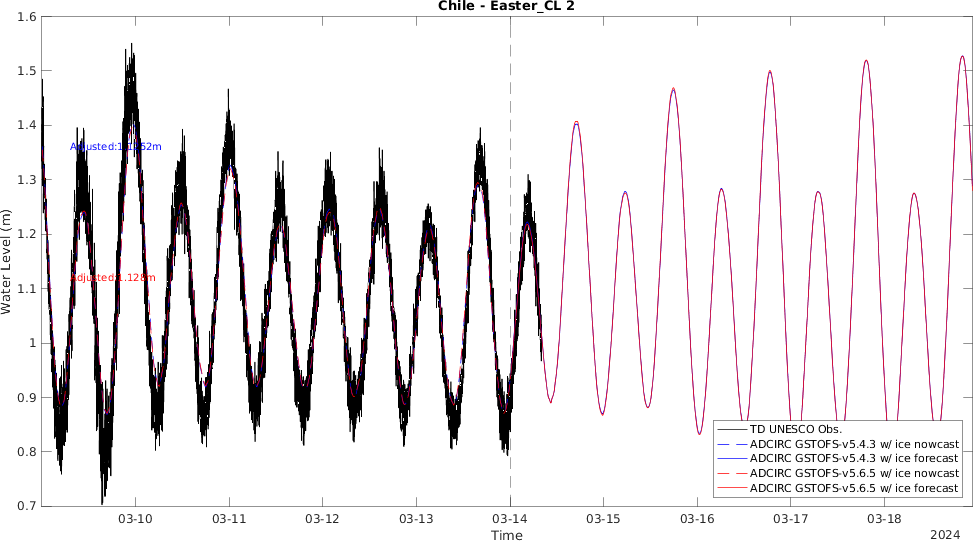 Chile - Easter_CL 2
1.6
1.5
1.4
1.3
1.2
1.1
1
0.9
0.8
0.7
Water Level (m)
Adjusted:1.128m
TD UNESCO Obs.
ADCIRC GSTOFS-v5.4.3 w/ ice nowcast
ADCIRC GSTOFS-v5.4.3 w/ ice forecast
ADCIRC GSTOFS-v5.6.5 w/ ice nowcast
ADCIRC GSTOFS-v5.6.5 w/ ice forecast
03-10
03-11
03-12
03-13
03-14
03-15
03-16
03-17
03-18
Time
2024